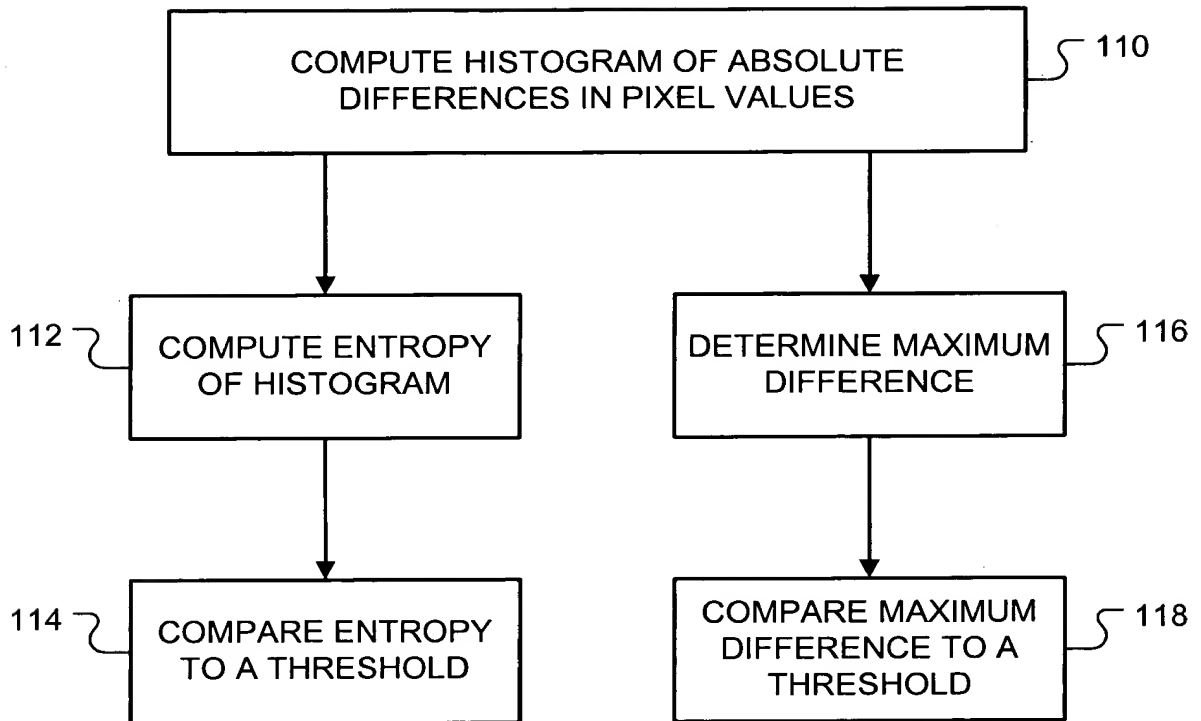 COMPUTE HISTOGRAM OF ABSOLUTE
DIFFERENCES IN PIXEL VALUES
110
112
COMPUTE ENTROPY
OF HISTOGRAM
DETERMINE MAXIMUM
DIFFERENCE
116
114
COMPARE ENTROPY
TO A THRESHOLD
COMPARE MAXIMUM
DIFFERENCE TO A
THRESHOLD
118